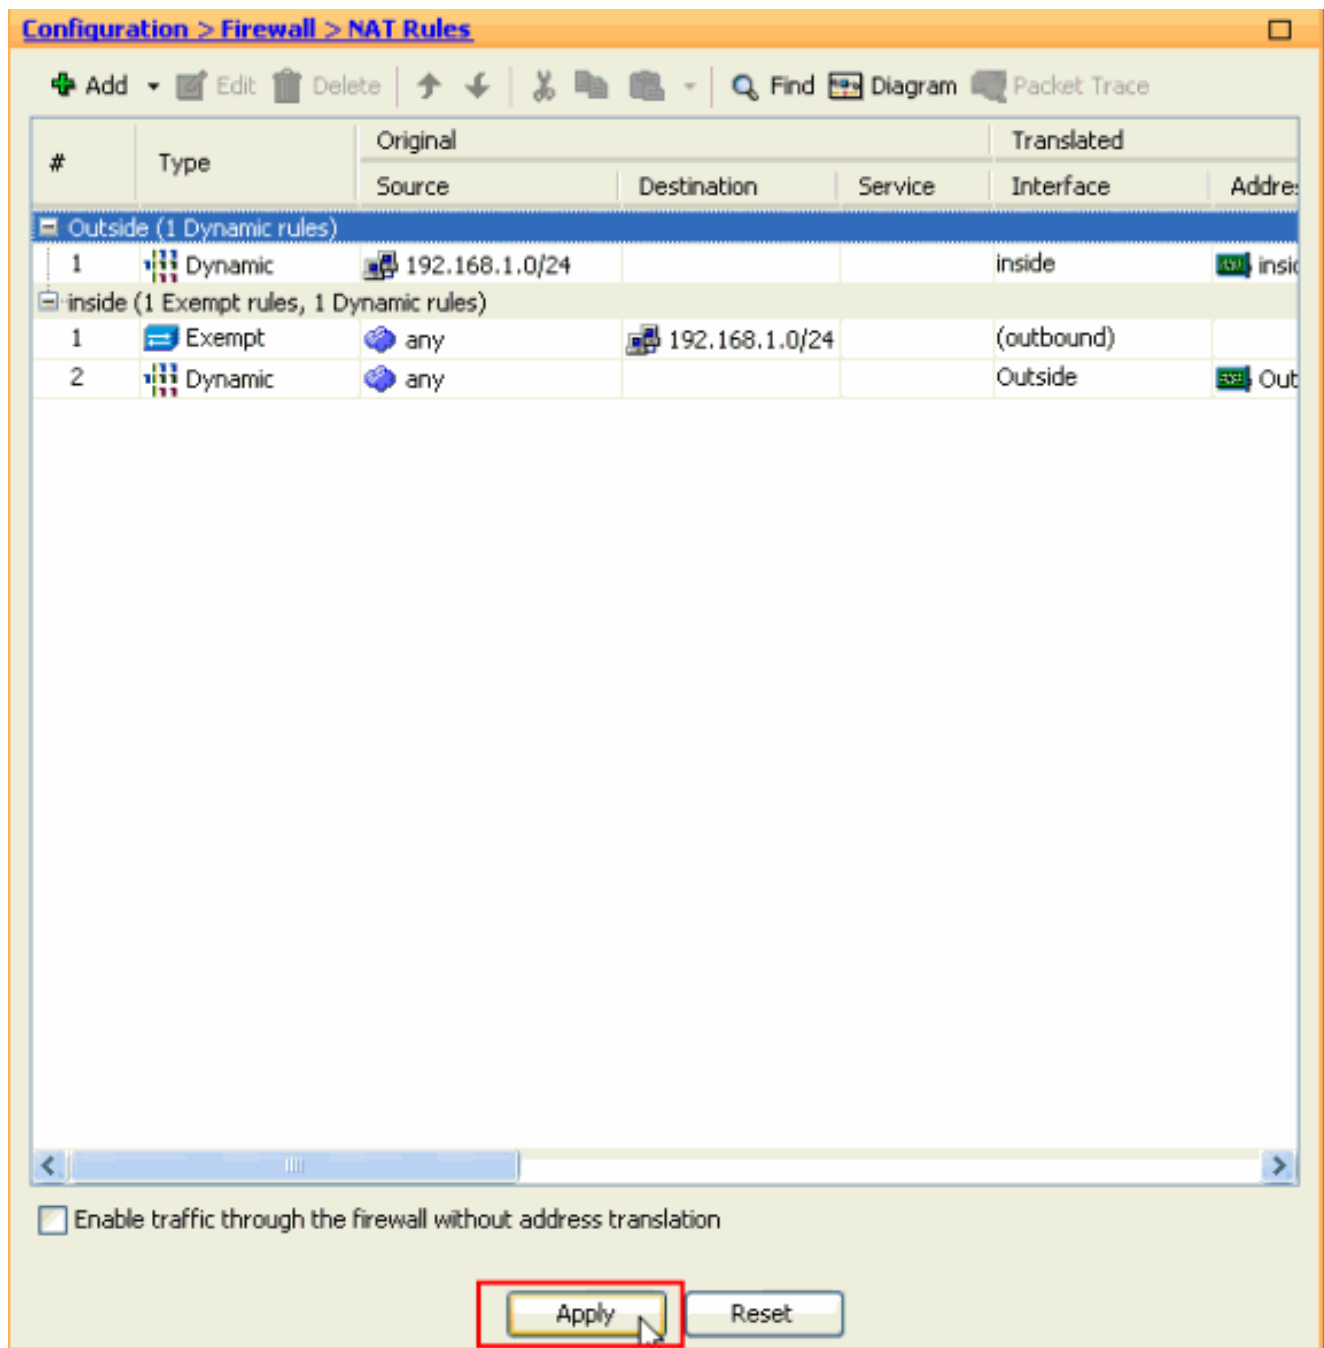 Configuration > Firewall > NAT Rules
Add Edit Delete Find Diagram Packet Trace
# Type Original Translated
Source Destination Service Interface Addre
Outside (1 Dynamic rules)
1 Dynamic 192.168.1.0/24 inside insid
inside (1 Exempt rules, 1 Dynamic rules)
1 Exempt any 192.168.1.0/24 (outbound)
2 Dynamic any Outside Out
Enable traffic through the firewall without address translation
Apply Reset